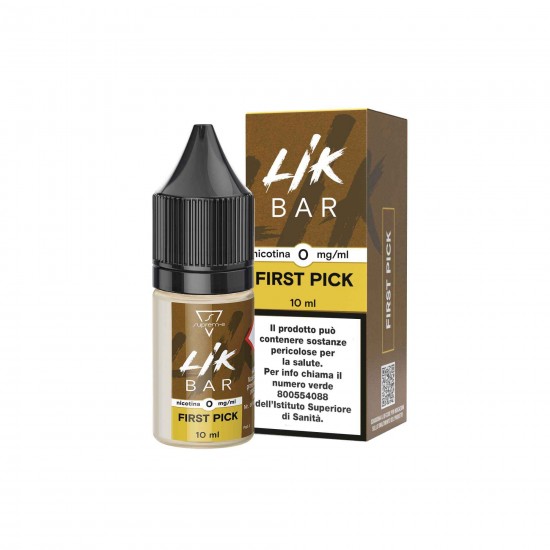 LIK
BAR
nicotina 0 mg/ml
FIRST PICK
10 ml
Il prodotto può
contenere sostanze
pericolose per
la salute.
Per info chiama il
numero verde
800554088
dell'Istituto Superiore
di Sanità.
FIRST PICK
SUPREM-E
LIK
BAR
nicotina 0 mg/ml
FIRST PICK
10 ml